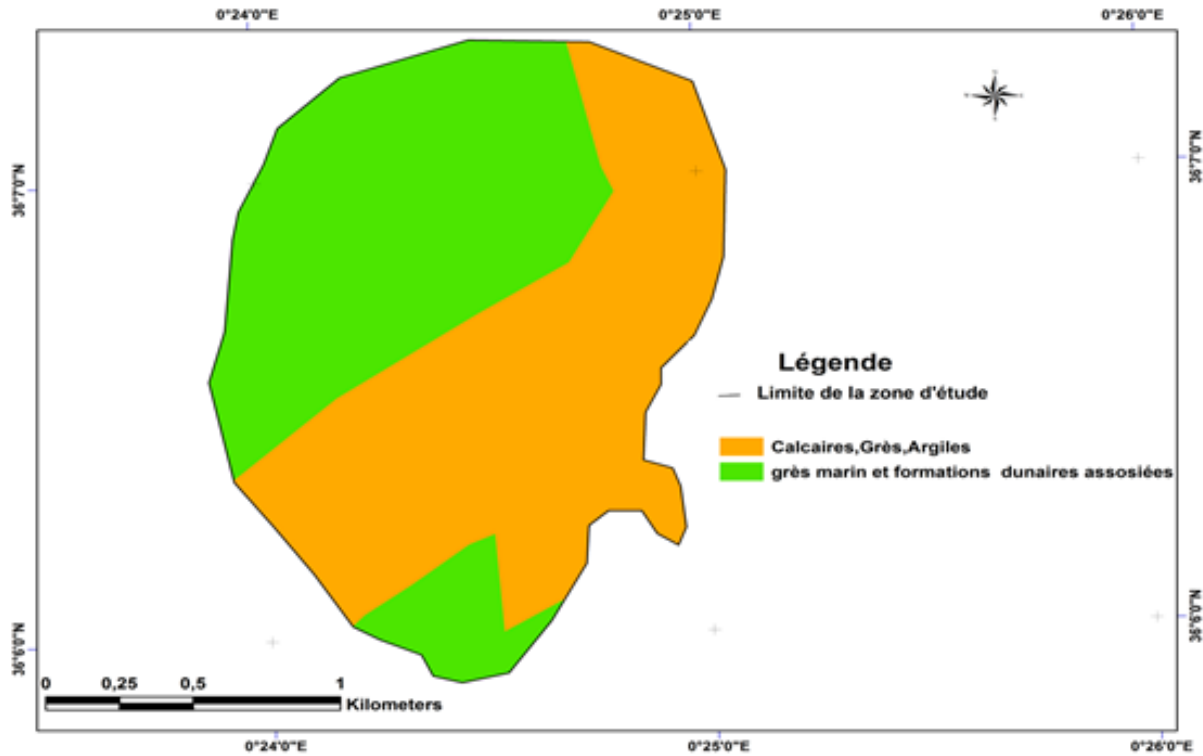 0°24'0"E 0°25'0"E 0°26'0"E
36°7'0"N
36°7'0"N
Légende
Limite de la zone d'étude
Calcaires,Grès,Argiles
grès marin et formations dunaires assosiées
36°6'0"N
36°6'0"N
0 0,25 0,5 1
Kilometers
0°24'0"E 0°25'0"E 0°26'0"E